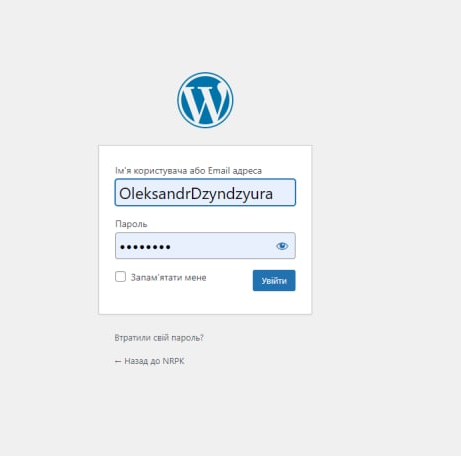 Ім'я користувача або Email адреса
OleksandrDzyndzyura
Пароль
••••••••
Запам'ятати мене
Увійти
Втратили свій пароль?
← Назад до NRPK